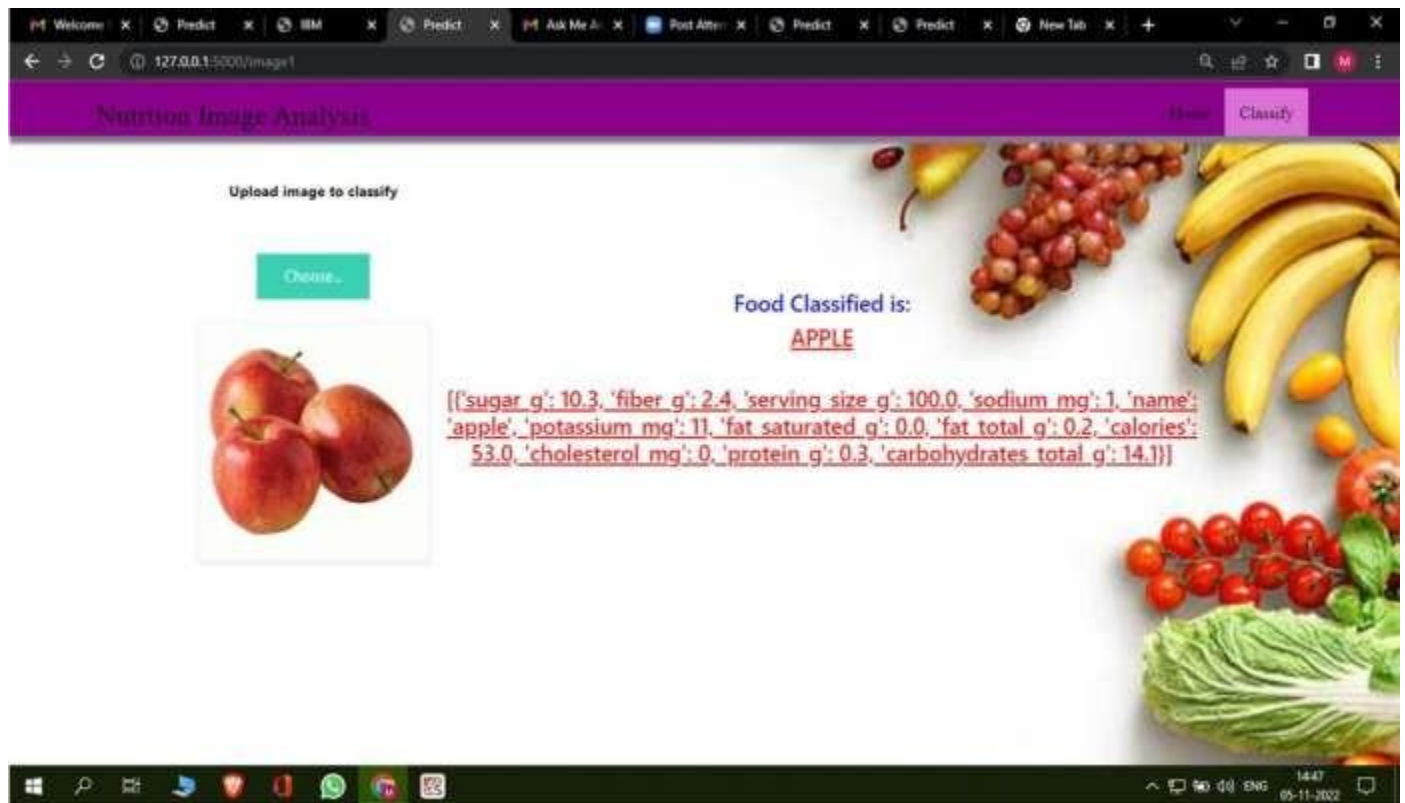 Welcome
Predict
IBM
Predict
Ask Me A
Post Atten
Predict
Predict
New Tab
127.0.0.1:5000/image1
M
Nutrition Image Analysis
Home
Classify
Upload image to classify
Choose...
Food Classified is:
APPLE
[{'sugar_g': 10.3, 'fiber_g': 2.4, 'serving_size_g': 100.0, 'sodium_mg': 1, 'name':
'apple', 'potassium_mg': 11, 'fat_saturated_g': 0.0, 'fat_total_g': 0.2, 'calories':
53.0, 'cholesterol_mg': 0, 'protein_g': 0.3, 'carbohydrates_total_g': 14.1}]
ENG
14:47
05-11-2022